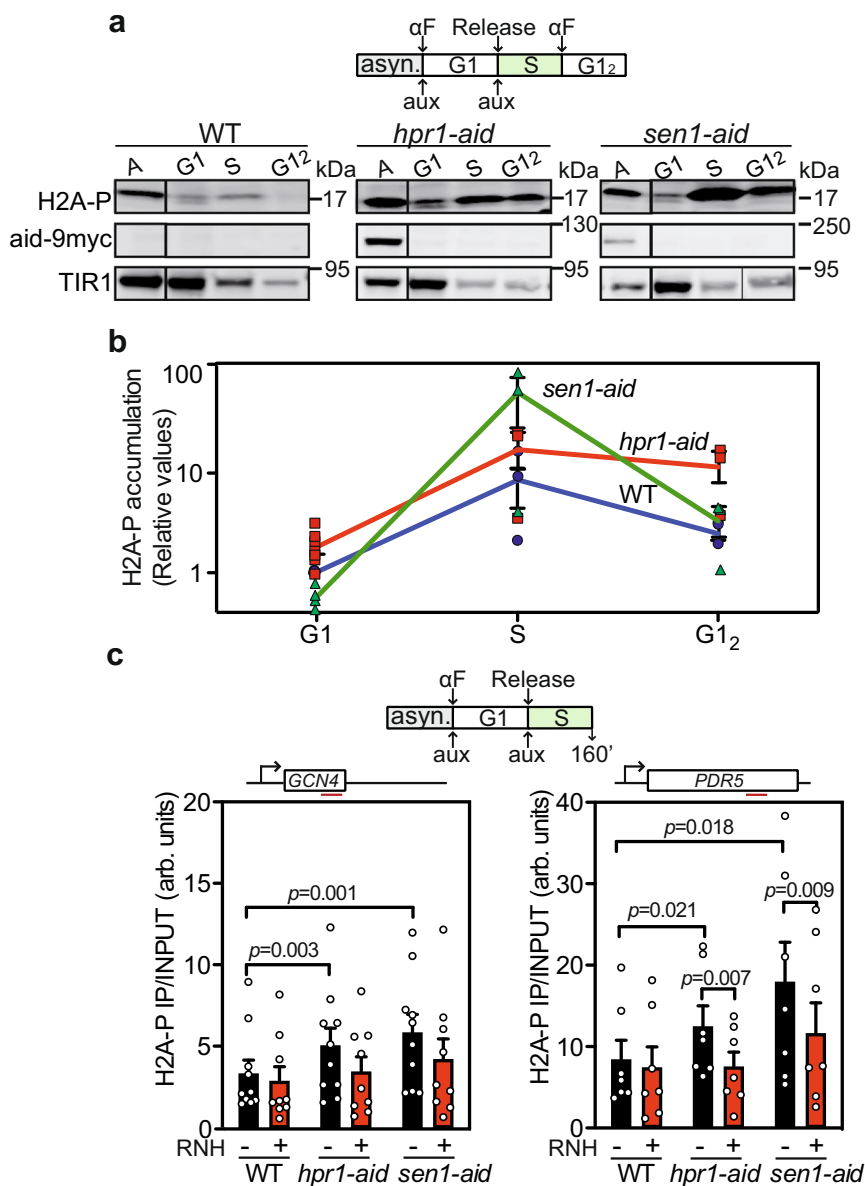 a
αF Release αF
asyn. G1 S G1₂
aux aux
WT hpr1-aid sen1-aid
A G1 S G1₂ kDa A G1 S G1₂ kDa A G1 S G1₂ kDa
H2A-P 17 17 17
aid-9myc 130 250
TIR1 95 95 95
b
H2A-P accumulation
(Relative values)
100
10
1
sen1-aid
hpr1-aid
WT
G1 S G1₂
c
αF Release
asyn. G1 S
aux aux 160'
GCN4
H2A-P IP/INPUT (arb. units)
20
15
10
5
0
p=0.001
p=0.003
RNH - + - + - +
WT hpr1-aid sen1-aid
PDR5
H2A-P IP/INPUT (arb. units)
40
30
20
10
0
p=0.018
p=0.021
p=0.009
p=0.007
RNH - + - + - +
WT hpr1-aid sen1-aid